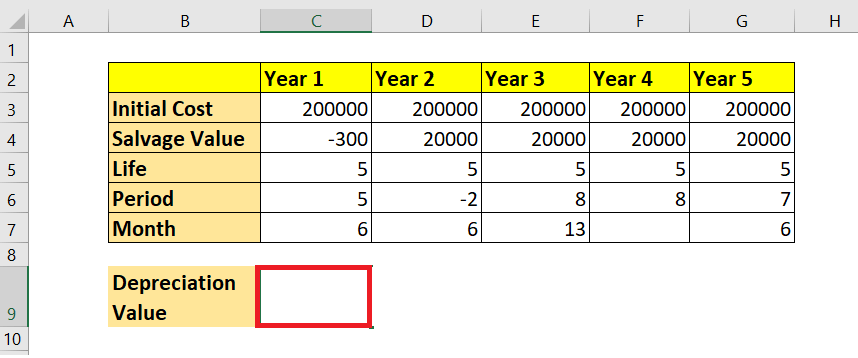 A B C D E F G H
1
2 Year 1 Year 2 Year 3 Year 4 Year 5
3 Initial Cost 200000 200000 200000 200000 200000
4 Salvage Value -300 20000 20000 20000 20000
5 Life 5 5 5 5 5
6 Period 5 -2 8 8 7
7 Month 6 6 13 6
8
Depreciation
9 Value
10